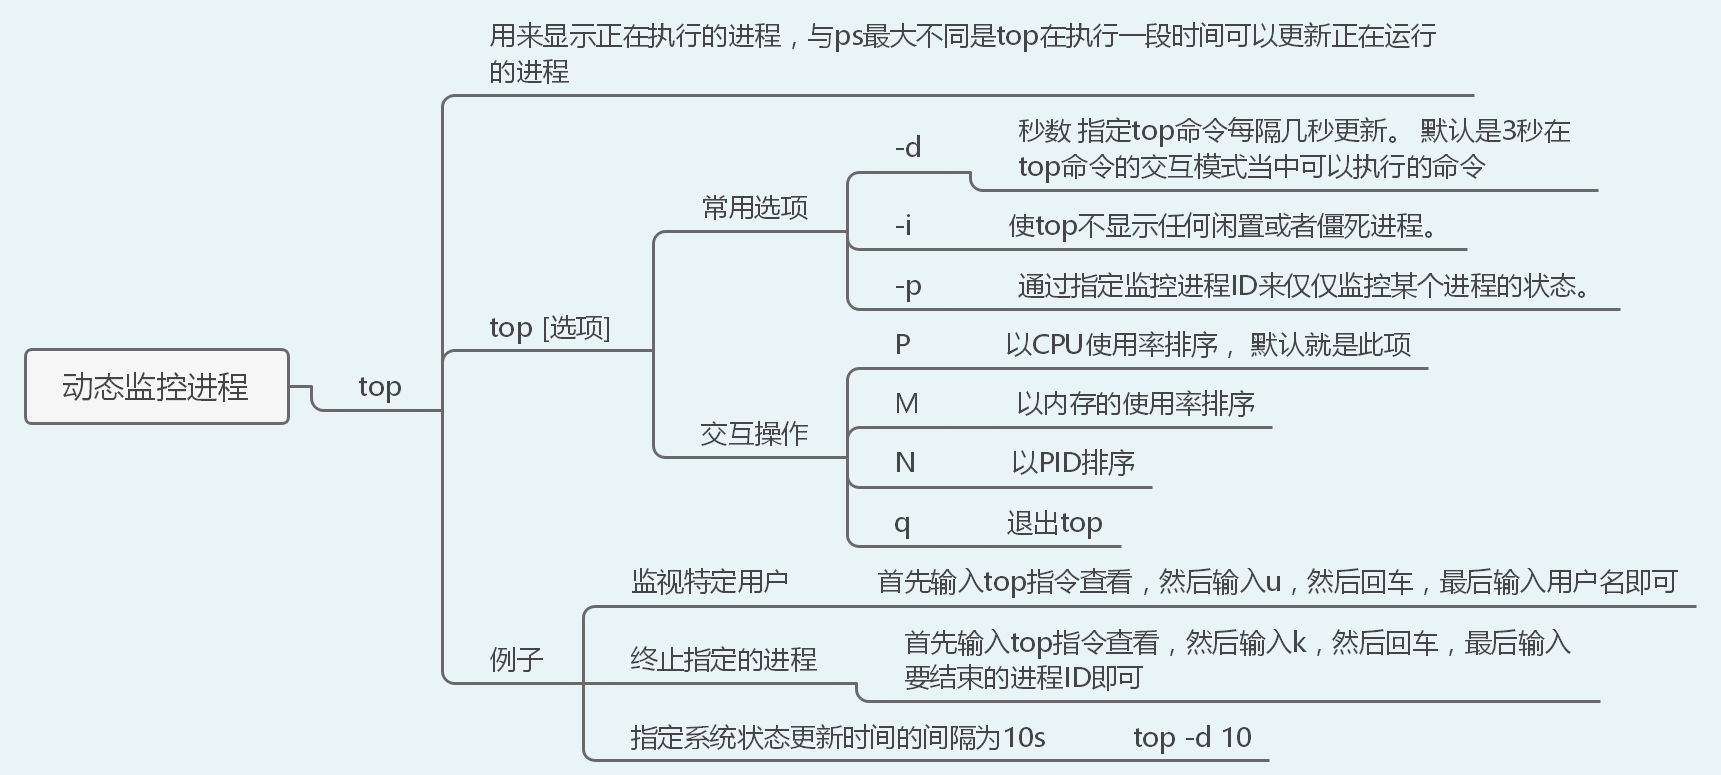 用来显示正在执行的进程，与ps最大不同是top在执行一段时间可以更新正在运行
的进程
-d
秒数 指定top命令每隔几秒更新。 默认是3秒在
top命令的交互模式当中可以执行的命令
常用选项
-i
使top不显示任何闲置或者僵死进程。
-p
通过指定监控进程ID来仅仅监控某个进程的状态。
top [选项]
P
以CPU使用率排序， 默认就是此项
动态监控进程
top
M
以内存的使用率排序
交互操作
N
以PID排序
q
退出top
监视特定用户
首先输入top指令查看，然后输入u，然后回车，最后输入用户名即可
例子
终止指定的进程
首先输入top指令查看，然后输入k，然后回车，最后输入
要结束的进程ID即可
指定系统状态更新时间的间隔为10s
top -d 10